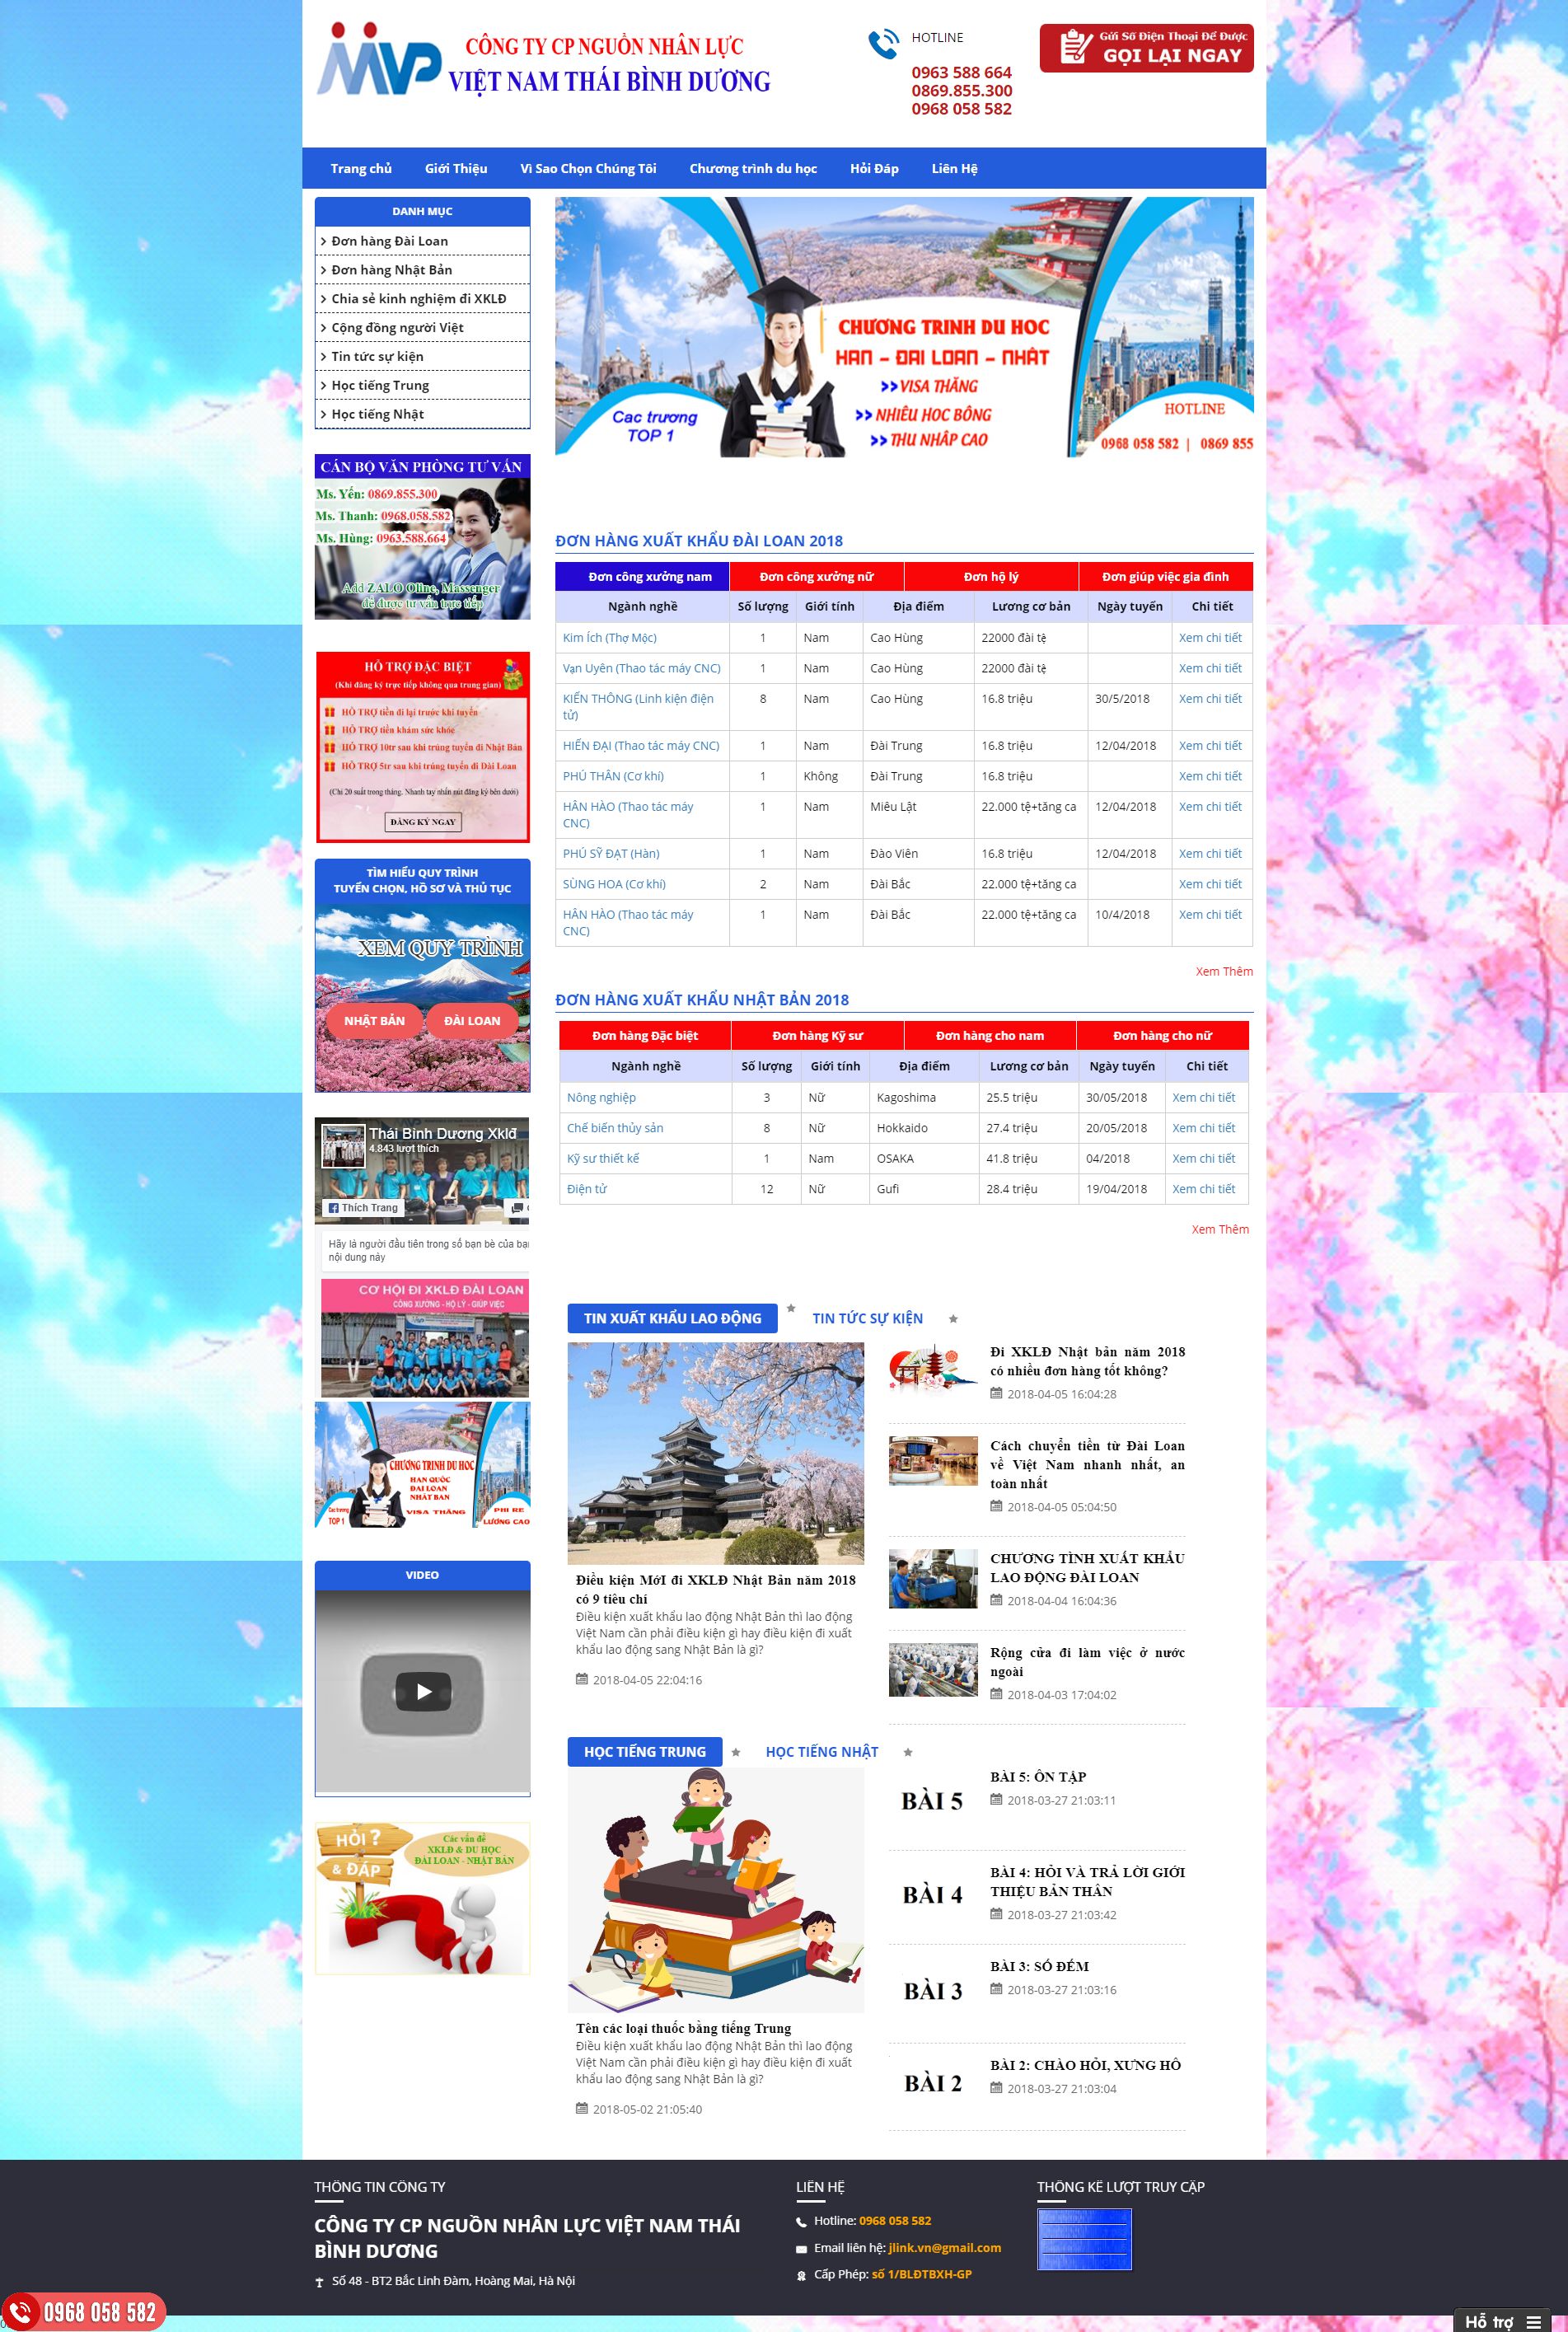 MVP
CÔNG TY CP NGUỒN NHÂN LỰC
VIỆT NAM THÁI BÌNH DƯƠNG
HOTLINE
0963 588 664
0869.855.300
0968 058 582
Gửi Số Điện Thoại Để Được
GỌI LẠI NGAY
Trang chủ Giới Thiệu Vì Sao Chọn Chúng Tôi Chương trình du học Hỏi Đáp Liên Hệ
DANH MỤC
Đơn hàng Đài Loan
Đơn hàng Nhật Bản
Chia sẻ kinh nghiệm đi XKLĐ
Cộng đồng người Việt
Tin tức sự kiện
Học tiếng Trung
Học tiếng Nhật
CÁN BỘ VĂN PHÒNG TƯ VẤN
Ms. Yến: 0869.855.300
Ms. Thanh: 0968.058.582
Ms. Hùng: 0963.588.664
Add ZALO Oline, Massenger
để được tư vấn trực tiếp
HỖ TRỢ ĐẶC BIỆT
(Khi đăng ký trực tiếp không qua trung gian)
HỖ TRỢ tiền đi lại trước khi tuyển
HỖ TRỢ tiền khám sức khỏe
HỖ TRỢ 10tr sau khi trúng tuyển đi Nhật Bản
HỖ TRỢ 5tr sau khi trúng tuyển đi Đài Loan
(Chỉ 20 suất trong tháng. Nhanh tay nhấn nút đăng ký bên dưới)
ĐĂNG KÝ NGAY
TÌM HIỂU QUY TRÌNH
TUYỂN CHỌN, HỒ SƠ VÀ THỦ TỤC
XEM QUY TRÌNH
NHẬT BẢN ĐÀI LOAN
Thái Bình Dương Xklđ
4.843 lượt thích
Thích Trang
Hãy là người đầu tiên trong số bạn bè của bạn
nội dung này
CƠ HỘI ĐI XKLĐ ĐÀI LOAN
CÔNG XƯỞNG - HỘ LÝ - GIÚP VIỆC
CHƯƠNG TRINH DU HOC
HAN QUỐC
ĐAI LOAN
NHẬT BAN
VISA THĂNG
Cac trương
TOP 1
PHI RE
LƯƠNG CAO
VIDEO
HỎI ?
& ĐÁP
Các vấn đề
XKLĐ & DU HỌC
ĐÀI LOAN - NHẬT BẢN
CHƯƠNG TRINH DU HOC
HAN - ĐAI LOAN - NHÂT
>>VISA THĂNG
>>NHIÊU HOC BÔNG
>>THU NHÂP CAO
Cac trương
TOP 1
HOTLINE
0968 058 582 | 0869 855
ĐƠN HÀNG XUẤT KHẨU ĐÀI LOAN 2018
Đơn công xưởng nam Đơn công xưởng nữ Đơn hộ lý Đơn giúp việc gia đình
Ngành nghề Số lượng Giới tính Địa điểm Lương cơ bản Ngày tuyển Chi tiết
Kim Ích (Thợ Mộc) 1 Nam Cao Hùng 22000 đài tệ Xem chi tiết
Vạn Uyên (Thao tác máy CNC) 1 Nam Cao Hùng 22000 đài tệ Xem chi tiết
KIẾN THÔNG (Linh kiện điện 8 Nam Cao Hùng 16.8 triệu 30/5/2018 Xem chi tiết
tử)
HIẾN ĐẠI (Thao tác máy CNC) 1 Nam Đài Trung 16.8 triệu 12/04/2018 Xem chi tiết
PHÚ THÂN (Cơ khí) 1 Không Đài Trung 16.8 triệu Xem chi tiết
HÂN HÀO (Thao tác máy 1 Nam Miêu Lật 22.000 tệ+tăng ca 12/04/2018 Xem chi tiết
CNC)
PHÚ SỸ ĐẠT (Hàn) 1 Nam Đào Viên 16.8 triệu 12/04/2018 Xem chi tiết
SÙNG HOA (Cơ khí) 2 Nam Đài Bắc 22.000 tệ+tăng ca Xem chi tiết
HÂN HÀO (Thao tác máy 1 Nam Đài Bắc 22.000 tệ+tăng ca 10/4/2018 Xem chi tiết
CNC)
Xem Thêm
ĐƠN HÀNG XUẤT KHẨU NHẬT BẢN 2018
Đơn hàng Đặc biệt Đơn hàng Kỹ sư Đơn hàng cho nam Đơn hàng cho nữ
Ngành nghề Số lượng Giới tính Địa điểm Lương cơ bản Ngày tuyển Chi tiết
Nông nghiệp 3 Nữ Kagoshima 25.5 triệu 30/05/2018 Xem chi tiết
Chế biến thủy sản 8 Nữ Hokkaido 27.4 triệu 20/05/2018 Xem chi tiết
Kỹ sư thiết kế 1 Nam OSAKA 41.8 triệu 04/2018 Xem chi tiết
Điện tử 12 Nữ Gufi 28.4 triệu 19/04/2018 Xem chi tiết
Xem Thêm
TIN XUẤT KHẨU LAO ĐỘNG TIN TỨC SỰ KIỆN
Điều kiện MớI đi XKLĐ Nhật Bản năm 2018
có 9 tiêu chí
Điều kiện xuất khẩu lao động Nhật Bản thì lao động
Việt Nam cần phải điều kiện gì hay điều kiện đi xuất
khẩu lao động sang Nhật Bản là gì?
2018-04-05 22:04:16
Đi XKLĐ Nhật bản năm 2018
có nhiều đơn hàng tốt không?
2018-04-05 16:04:28
Cách chuyển tiền từ Đài Loan
về Việt Nam nhanh nhất, an
toàn nhất
2018-04-05 05:04:50
CHƯƠNG TÌNH XUẤT KHẨU
LAO ĐỘNG ĐÀI LOAN
2018-04-04 16:04:36
Rộng cửa đi làm việc ở nước
ngoài
2018-04-03 17:04:02
HỌC TIẾNG TRUNG HỌC TIẾNG NHẬT
Tên các loại thuốc bằng tiếng Trung
Điều kiện xuất khẩu lao động Nhật Bản thì lao động
Việt Nam cần phải điều kiện gì hay điều kiện đi xuất
khẩu lao động sang Nhật Bản là gì?
2018-05-02 21:05:40
BÀI 5
BÀI 5: ÔN TẬP
2018-03-27 21:03:11
BÀI 4
BÀI 4: HỎI VÀ TRẢ LỜI GIỚI
THIỆU BẢN THÂN
2018-03-27 21:03:42
BÀI 3
BÀI 3: SỐ ĐẾM
2018-03-27 21:03:16
BÀI 2
BÀI 2: CHÀO HỎI, XƯNG HÔ
2018-03-27 21:03:04
THÔNG TIN CÔNG TY
CÔNG TY CP NGUỒN NHÂN LỰC VIỆT NAM THÁI
BÌNH DƯƠNG
Số 48 - BT2 Bắc Linh Đàm, Hoàng Mai, Hà Nội
LIÊN HỆ
Hotline: 0968 058 582
Email liên hệ: jlink.vn@gmail.com
Cấp Phép: số 1/BLĐTBXH-GP
THỐNG KÊ LƯỢT TRUY CẬP
0968 058 582
Hỗ trợ